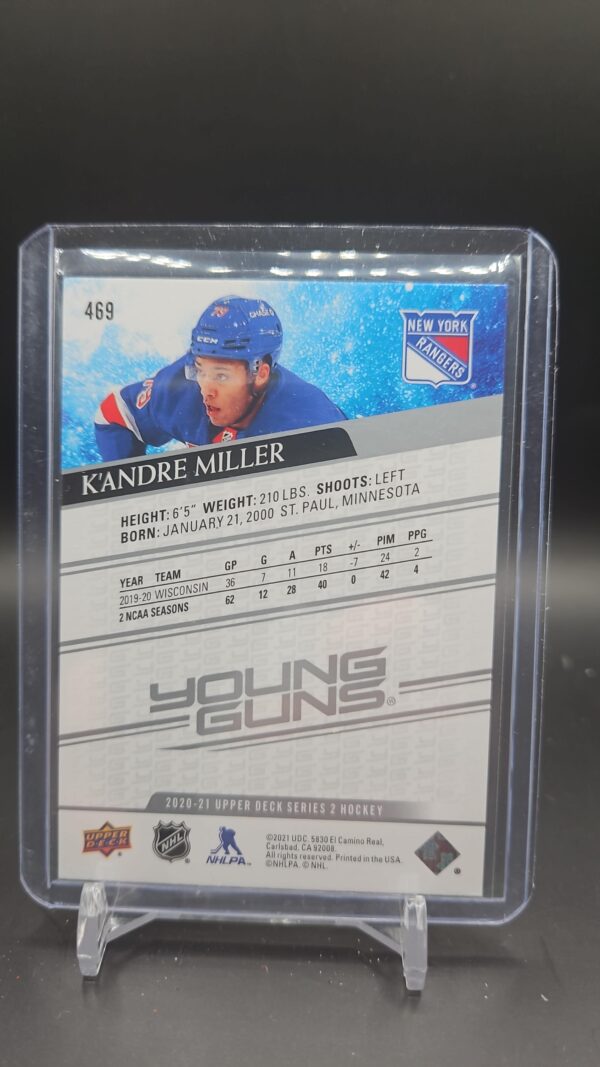 469
79
CHASE
CCM
NEW YORK
RANGERS
K'ANDRE MILLER
HEIGHT: 6'5" WEIGHT: 210 LBS. SHOOTS: LEFT
BORN: JANUARY 21, 2000 ST. PAUL, MINNESOTA
YEAR TEAM GP G A PTS +/- PIM PPG
2019-20 WISCONSIN 36 7 11 18 -7 24 2
2 NCAA SEASONS 62 12 28 40 0 42 4
YOUNG
GUNS®
2020-21 UPPER DECK SERIES 2 HOCKEY
UPPER
DECK
NHL
NHLPA
©2021 UDC. 5830 El Camino Real,
Carlsbad, CA 92008.
All rights reserved. Printed in the USA.
©NHLPA. © NHL.